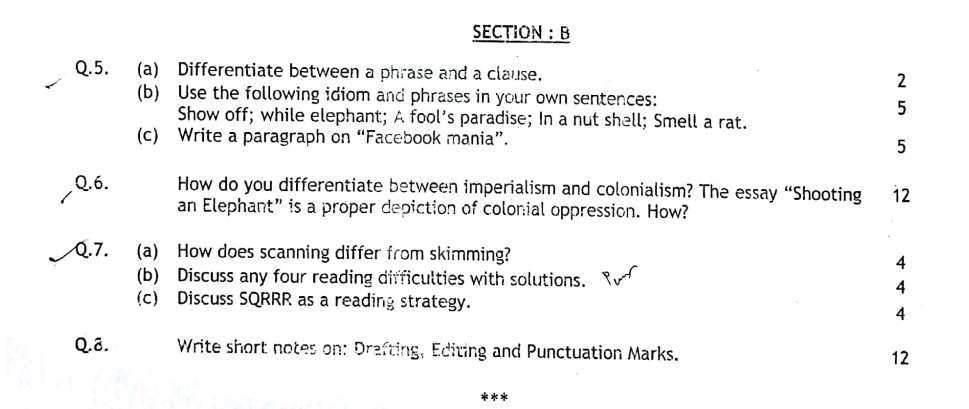 SECTION : B
Q.5. (a) Differentiate between a phrase and a clause. 2
(b) Use the following idiom and phrases in your own sentences: 5
Show off; while elephant; A fool's paradise; In a nut shell; Smell a rat.
(c) Write a paragraph on "Facebook mania". 5
Q.6. How do you differentiate between imperialism and colonialism? The essay "Shooting 12
an Elephant" is a proper depiction of colonial oppression. How?
Q.7. (a) How does scanning differ from skimming? 4
(b) Discuss any four reading difficulties with solutions. 4
(c) Discuss SQRRR as a reading strategy. 4
Q.8. Write short notes on: Drafting, Editing and Punctuation Marks. 12
***